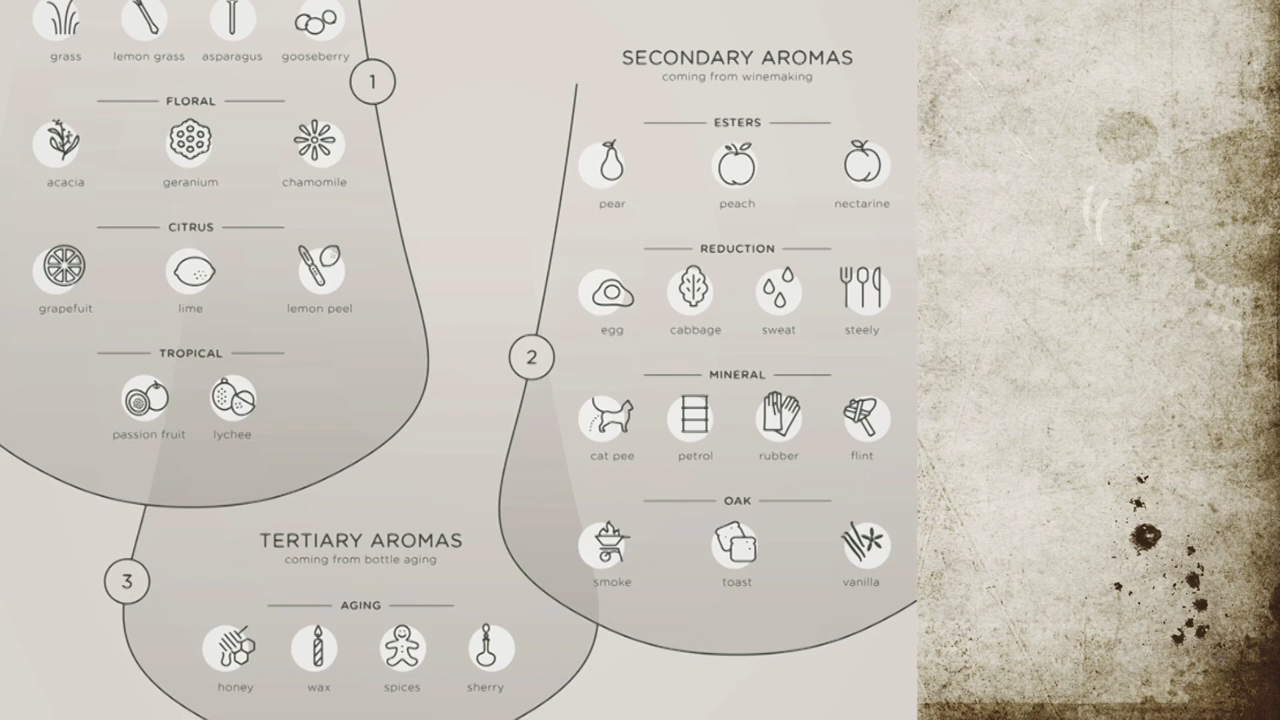 grass lemon grass asparagus gooseberry
1
FLORAL
acacia geranium chamomile
CITRUS
grapefuit lime lemon peel
TROPICAL
passion fruit lychee
SECONDARY AROMAS
coming from winemaking
ESTERS
pear peach nectarine
REDUCTION
egg cabbage sweat steely
2
MINERAL
cat pee petrol rubber flint
OAK
smoke toast vanilla
TERTIARY AROMAS
coming from bottle aging
3
AGING
honey wax spices sherry